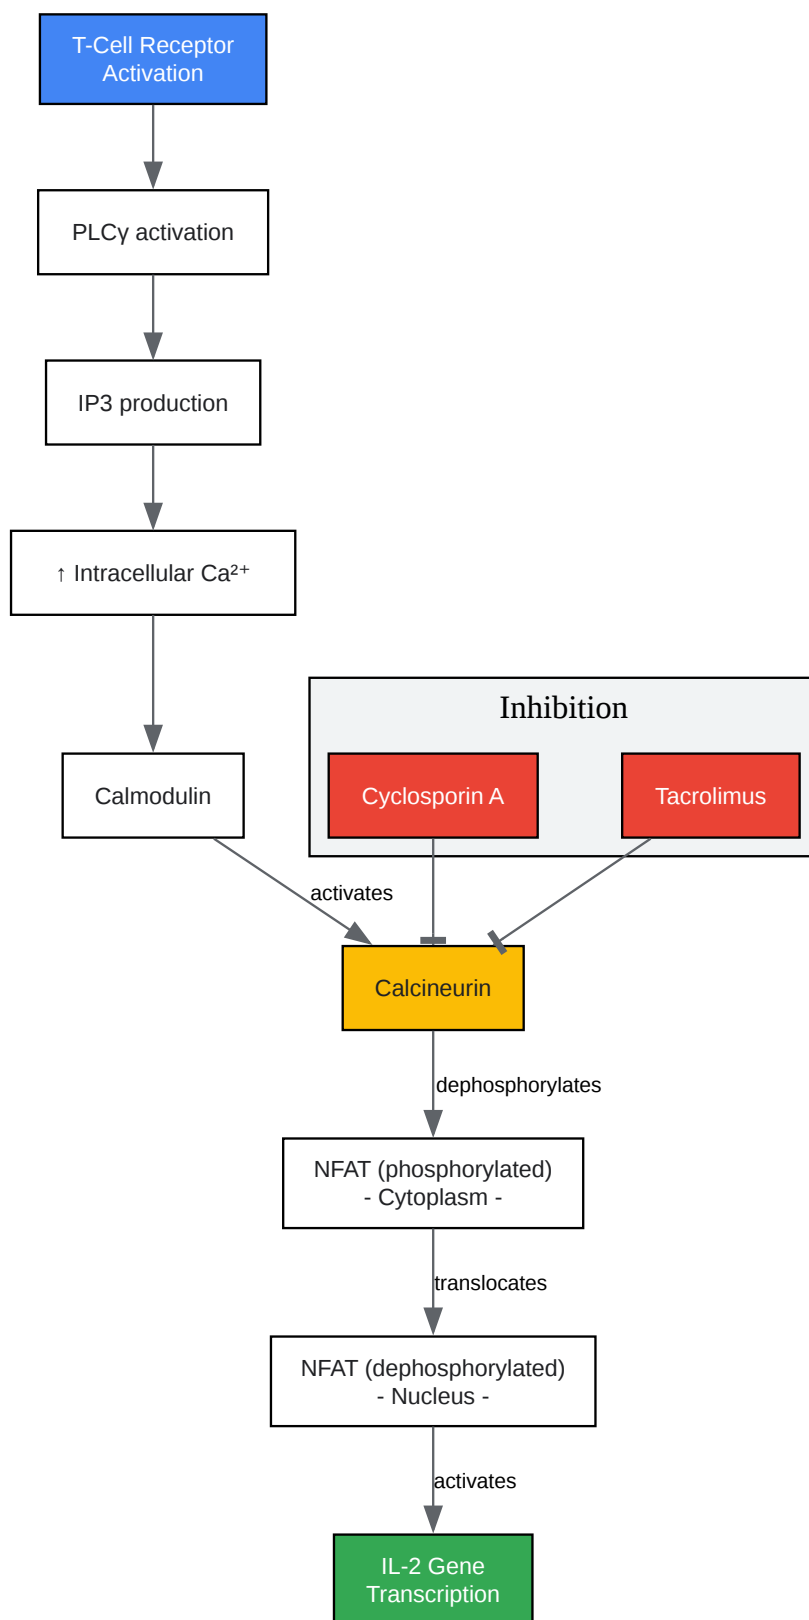 T-Cell Receptor
Activation
PLCγ activation
IP3 production
↑ Intracellular Ca²⁺
Inhibition
Calmodulin
Cyclosporin A
Tacrolimus
activates
Calcineurin
dephosphorylates
NFAT (phosphorylated)
- Cytoplasm -
translocates
NFAT (dephosphorylated)
- Nucleus -
activates
IL-2 Gene
Transcription